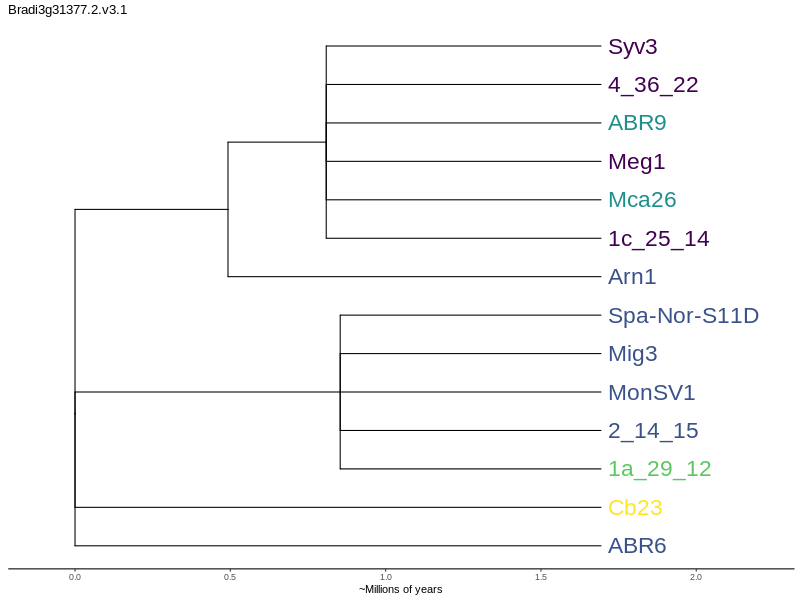 Bradi3g31377.2.v3.1
Syv3
4_36_22
ABR9
Meg1
Mca26
1c_25_14
Arn1
Spa-Nor-S11D
Mig3
MonSV1
2_14_15
1a_29_12
Cb23
ABR6
0.0 0.5 1.0 1.5 2.0
~Millions of years